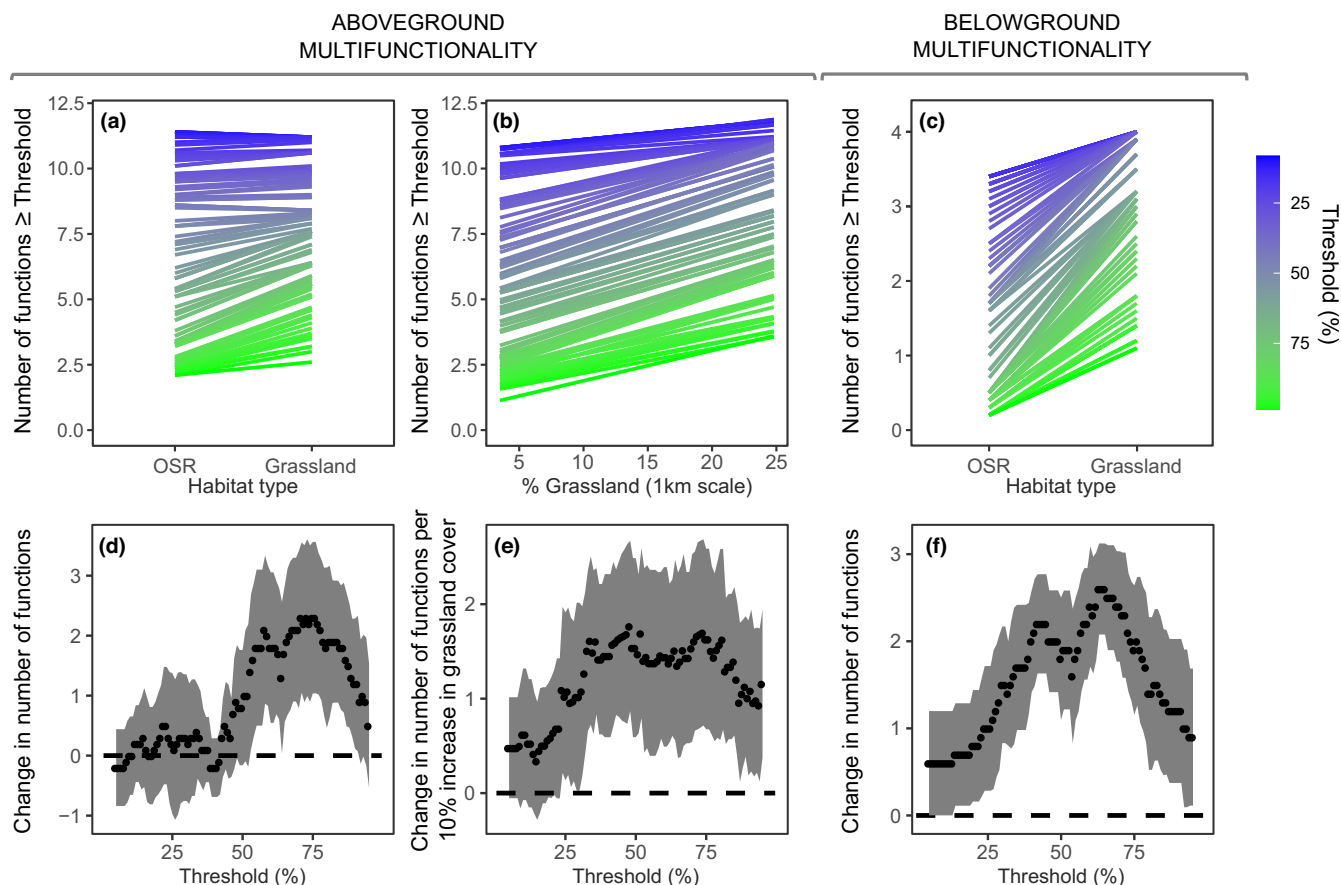 ABOVEGROUND
MULTIFUNCTIONALITY
BELOWGROUND
MULTIFUNCTIONALITY
(a)
Number of functions ≥ Threshold
12.5
10.0
7.5
5.0
2.5
0.0
OSR
Grassland
Habitat type
(b)
Number of functions ≥ Threshold
12.5
10.0
7.5
5.0
2.5
0.0
5
10
15
20
25
% Grassland (1km scale)
(c)
Number of functions ≥ Threshold
4
3
2
1
0
OSR
Grassland
Habitat type
25
50
75
Threshold (%)
(d)
Change in number of functions
3
2
1
0
−1
25
50
75
Threshold (%)
(e)
Change in number of functions per
10% increase in grassland cover
2
1
0
25
50
75
Threshold (%)
(f)
Change in number of functions
3
2
1
0
25
50
75
Threshold (%)